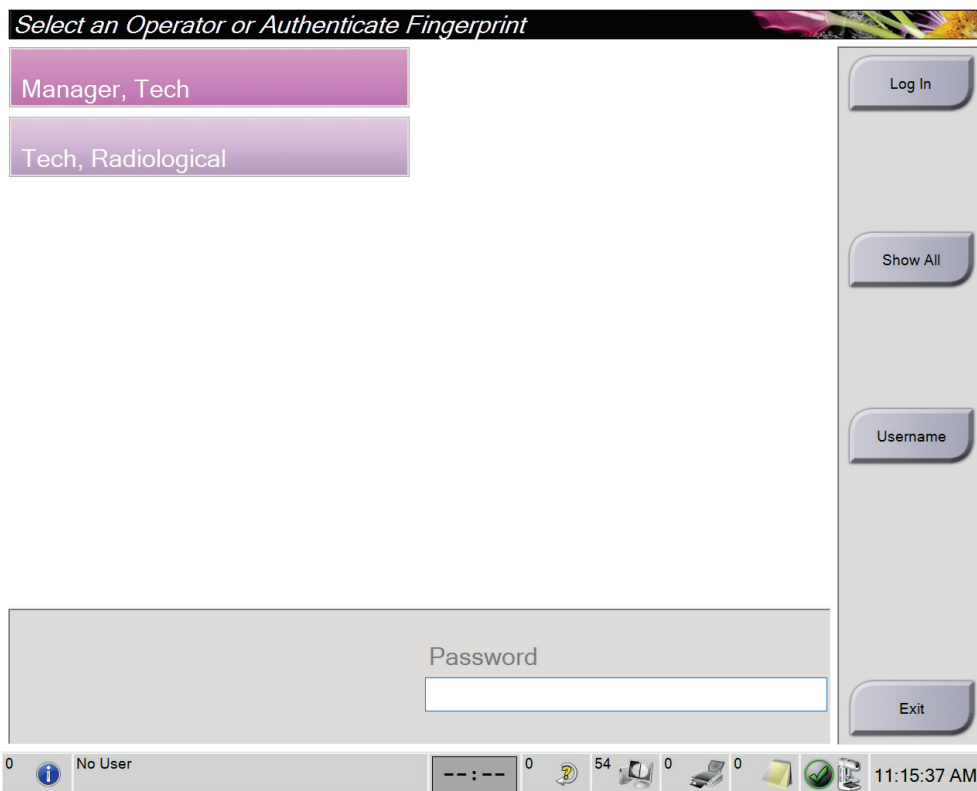 Select an Operator or Authenticate Fingerprint
Manager, Tech
Tech, Radiological
Log In
Show All
Username
Password
Exit
0 No User --:-- 0 54 0 0 11:15:37 AM